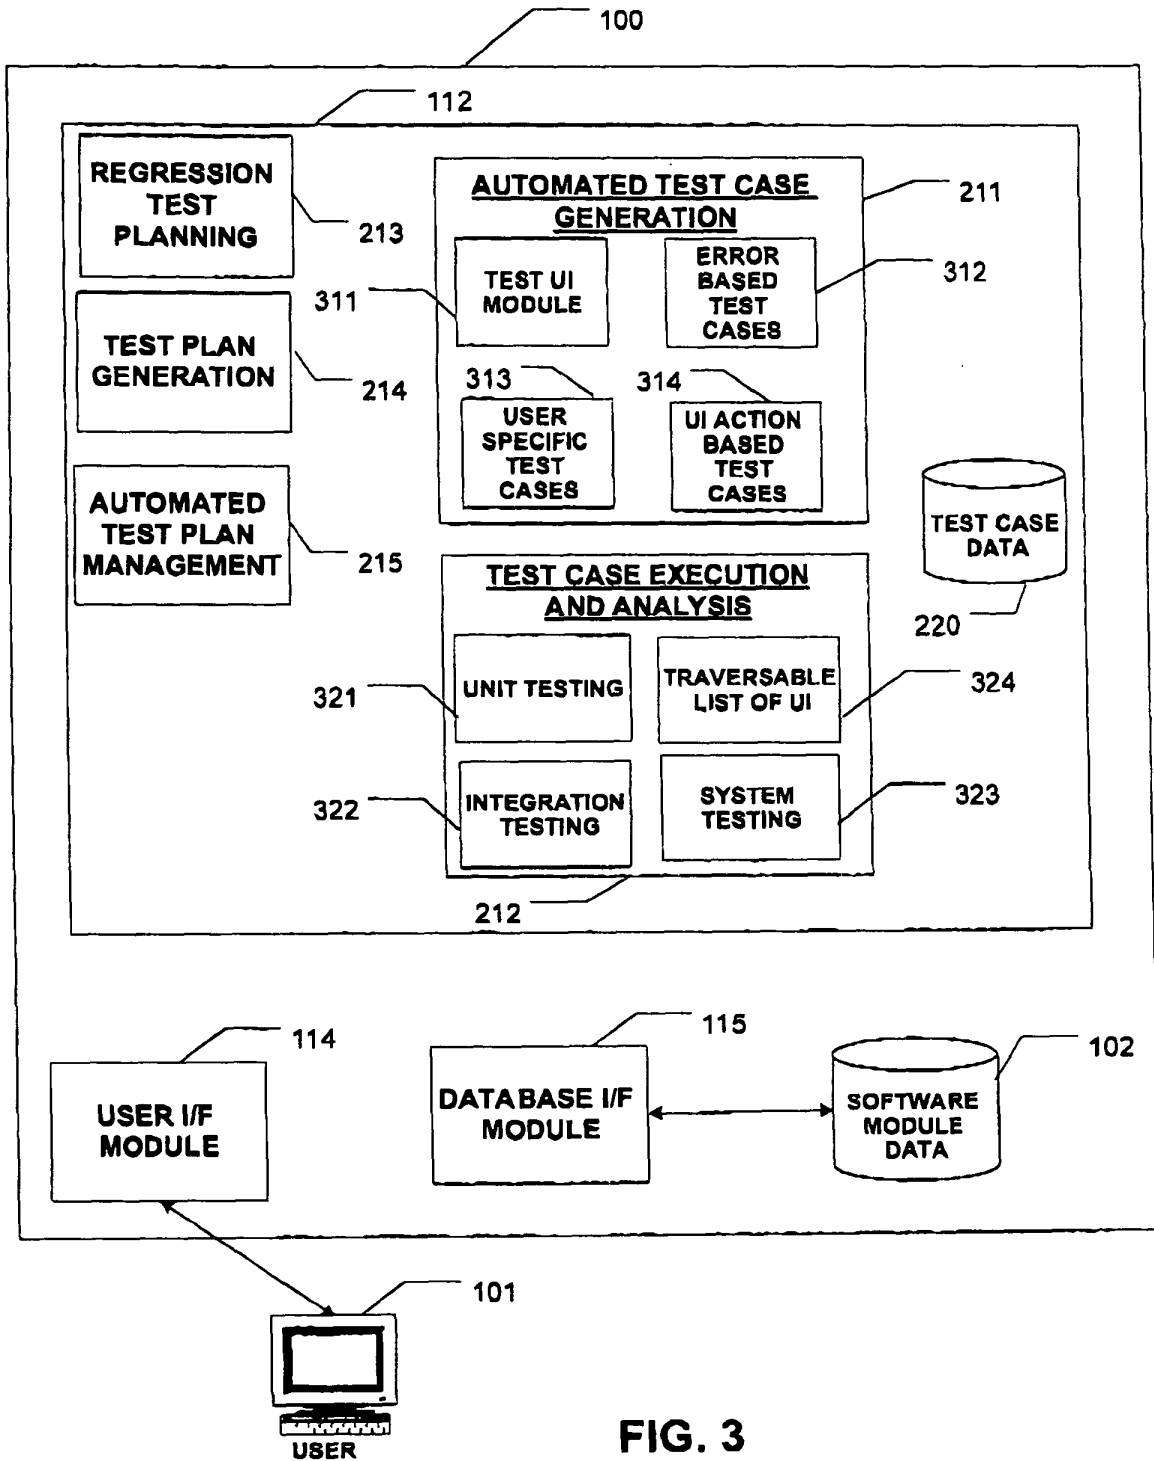 100
112
REGRESSION
TEST
PLANNING
213
AUTOMATED TEST CASE
GENERATION
211
TEST UI
MODULE
311
ERROR
BASED
TEST
CASES
312
TEST PLAN
GENERATION
214
313
USER
SPECIFIC
TEST
CASES
314
UI ACTION
BASED
TEST
CASES
AUTOMATED
TEST PLAN
MANAGEMENT
215
TEST CASE
DATA
220
TEST CASE EXECUTION
AND ANALYSIS
321
UNIT TESTING
TRAVERSABLE
LIST OF UI
324
322
INTEGRATION
TESTING
SYSTEM
TESTING
323
212
114
USER I/F
MODULE
115
DATABASE I/F
MODULE
102
SOFTWARE
MODULE
DATA
101
USER
FIG. 3